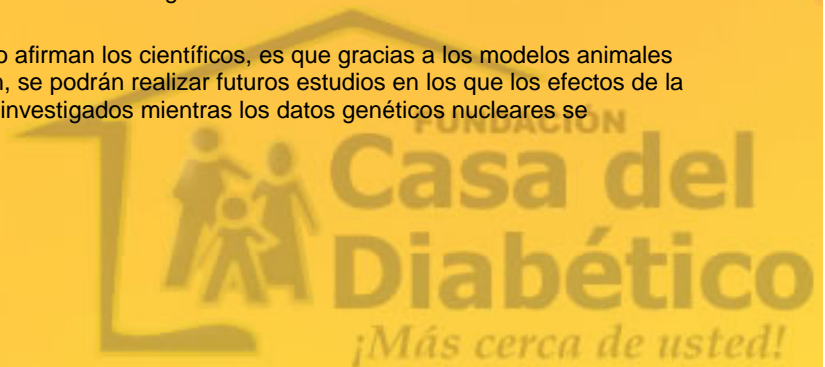 o afirman los científicos, es que gracias a los modelos animales
n, se podrán realizar futuros estudios en los que los efectos de la
investigados mientras los datos genéticos nucleares se
FUNDACIÓN
Casa del
Diabético
¡Más cerca de usted!